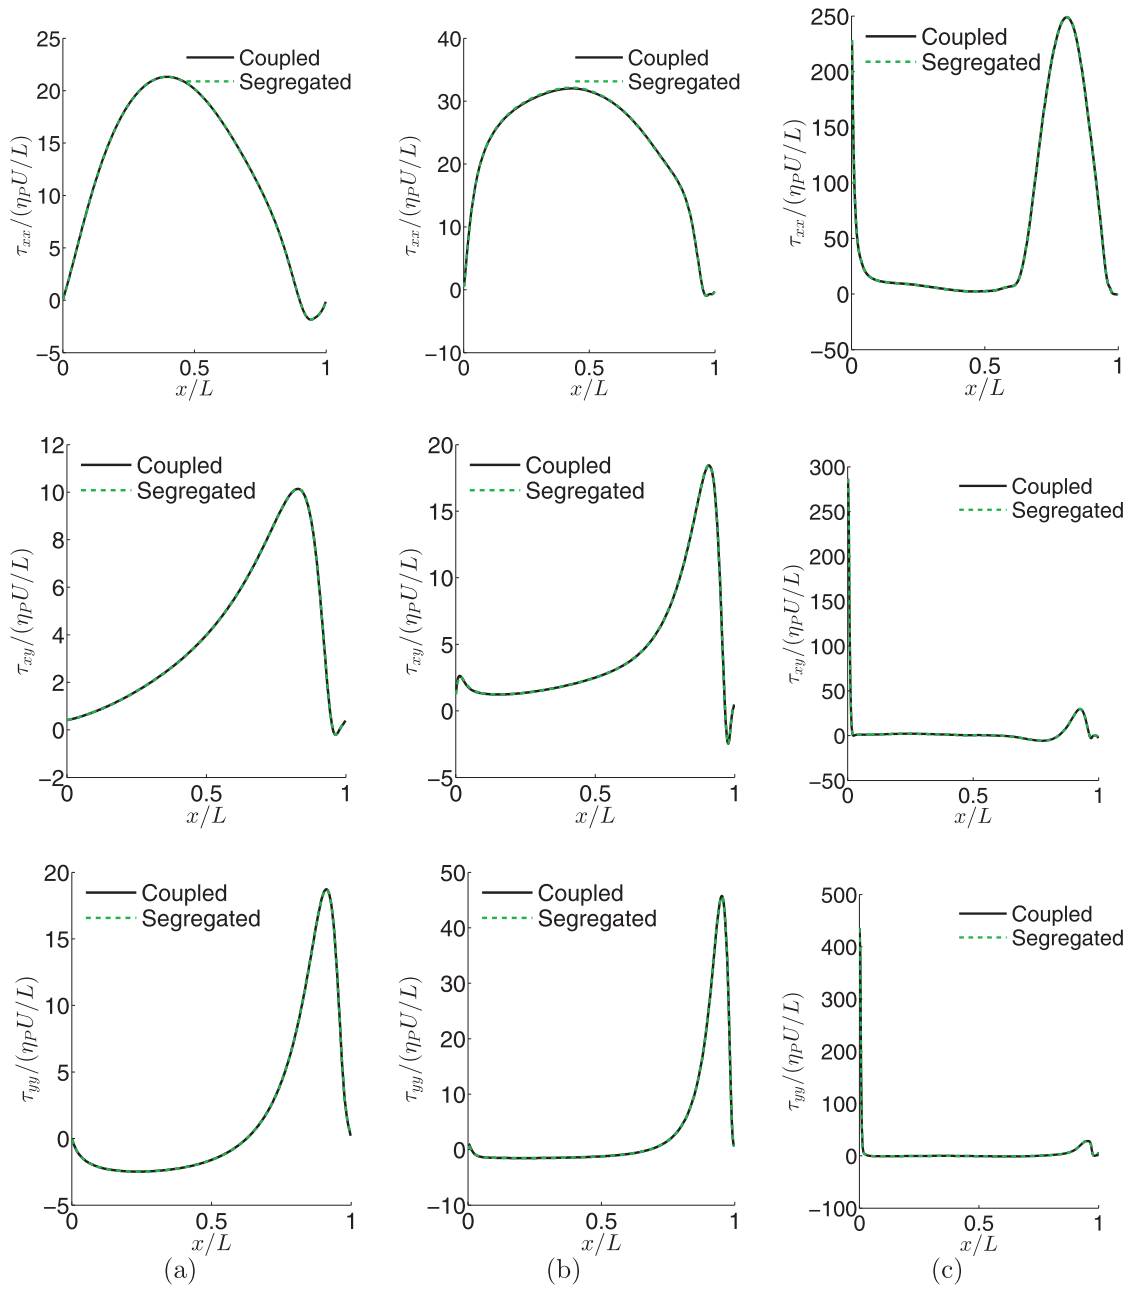 25
20
15
10
5
0
−5
0 0.5 1
x/L
τxx/(ηPU/L)
Coupled
Segregated
40
30
20
10
0
−10
0 0.5 1
x/L
τxx/(ηPU/L)
Coupled
Segregated
250
200
150
100
50
0
−50
0 0.5 1
x/L
τxx/(ηPU/L)
Coupled
Segregated
12
10
8
6
4
2
0
−2
0 0.5 1
x/L
τxy/(ηPU/L)
Coupled
Segregated
20
15
10
5
0
−5
0 0.5 1
x/L
τxy/(ηPU/L)
Coupled
Segregated
300
250
200
150
100
50
0
−50
0 0.5 1
x/L
τxy/(ηPU/L)
Coupled
Segregated
20
15
10
5
0
−5
0 0.5 1
x/L
τyy/(ηPU/L)
Coupled
Segregated
(a)
50
40
30
20
10
0
−10
0 0.5 1
x/L
τyy/(ηPU/L)
Coupled
Segregated
(b)
500
400
300
200
100
0
−100
0 0.5 1
x/L
τyy/(ηPU/L)
Coupled
Segregated
(c)